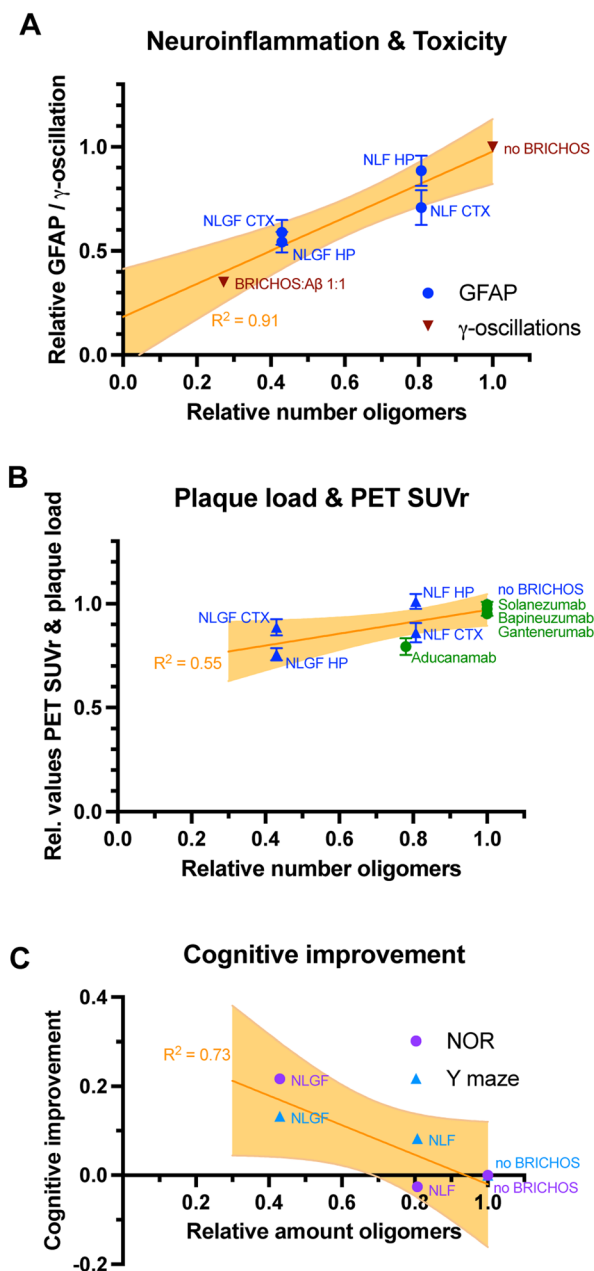 A
Neuroinflammation & Toxicity
Relative GFAP / γ-oscillation
1.0
0.5
0.0
NLF HP
no BRICHOS
NLGF CTX
NLF CTX
NLGF HP
BRICHOS:Aβ 1:1
GFAP
R² = 0.91
γ-oscillations
0.0 0.2 0.4 0.6 0.8 1.0
Relative number oligomers
B
Plaque load & PET SUVr
Rel. values PET SUVr & plaque load
1.0
0.5
0.0
NLF HP
no BRICHOS
Solanezumab
Bapineuzumab
Gantenerumab
NLGF CTX
NLF CTX
R² = 0.55
NLGF HP
Aducanamab
0.0 0.2 0.4 0.6 0.8 1.0
Relative number oligomers
C
Cognitive improvement
Cognitive improvement
0.4
0.2
0.0
-0.2
R² = 0.73
NOR
Y maze
NLGF
NLGF
NLF
no BRICHOS
NLF
no BRICHOS
0.2 0.4 0.6 0.8 1.0
Relative amount oligomers